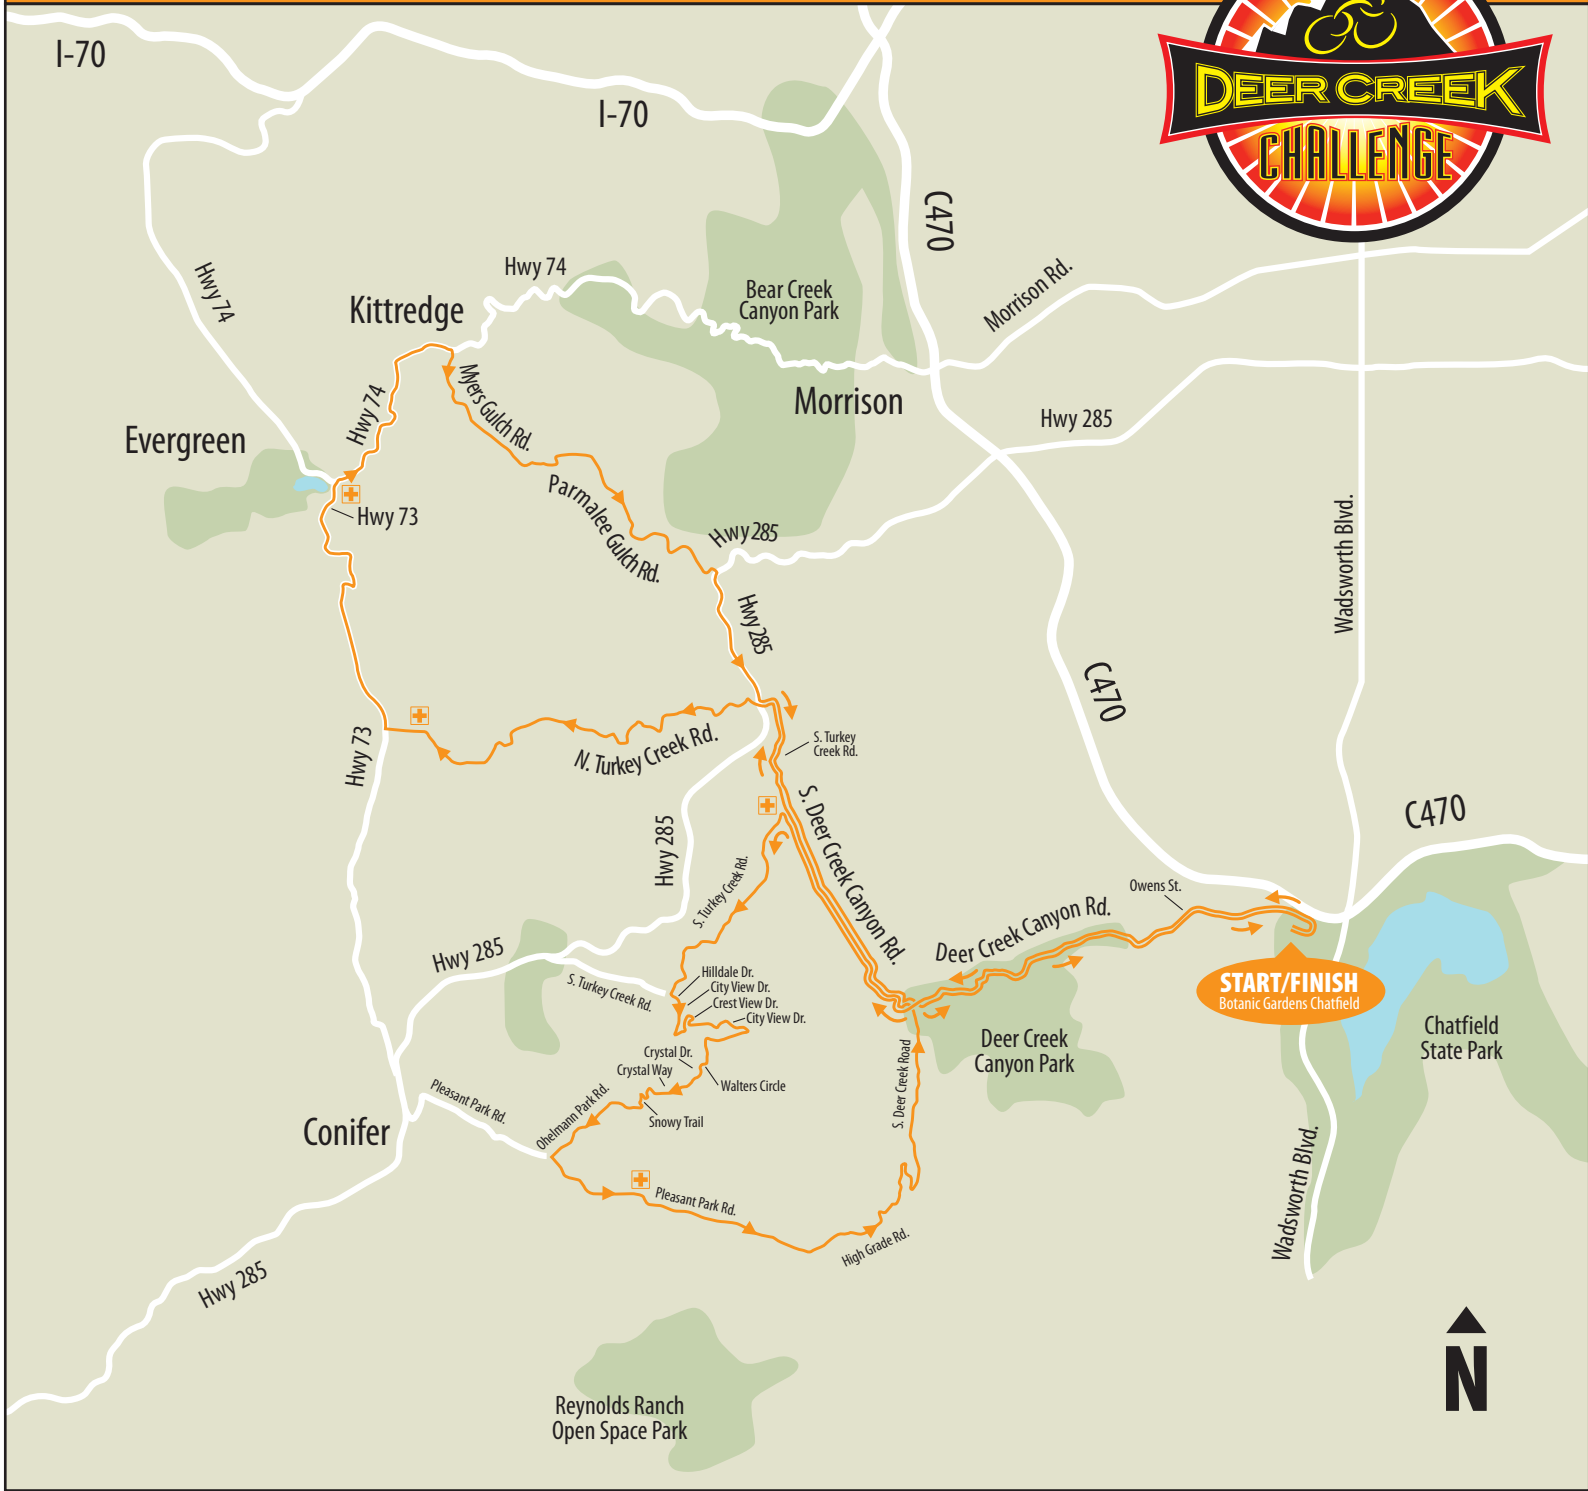 I-70
I-70
DEER CREEK
CHALLENGE
C470
Hwy 74
Hwy 74
Kittredge
Bear Creek
Canyon Park
Morrison Rd.
Morrison
Hwy 285
Myers Gulch Rd.
Hwy 74
Evergreen
Hwy 73
Parmalee Gulch Rd.
Hwy 285
Wadsworth Blvd.
Hwy 285
C470
Hwy 73
N. Turkey Creek Rd.
S. Turkey
Creek Rd.
S. Deer Creek Canyon Rd.
C470
Hwy 285
S. Turkey Creek Rd.
Owens St.
Deer Creek Canyon Rd.
Hwy 285
S. Turkey Creek Rd.
Hilldale Dr.
City View Dr.
Crest View Dr.
City View Dr.
START/FINISH
Botanic Gardens Chatfield
Chatfield
State Park
Deer Creek
Canyon Park
Crystal Dr.
Crystal Way
Walters Circle
Snowy Trail
S. Deer Creek Road
Pleasant Park Rd.
Ohelmann Park Rd.
Conifer
Pleasant Park Rd.
High Grade Rd.
Wadsworth Blvd.
Hwy 285
Reynolds Ranch
Open Space Park
N